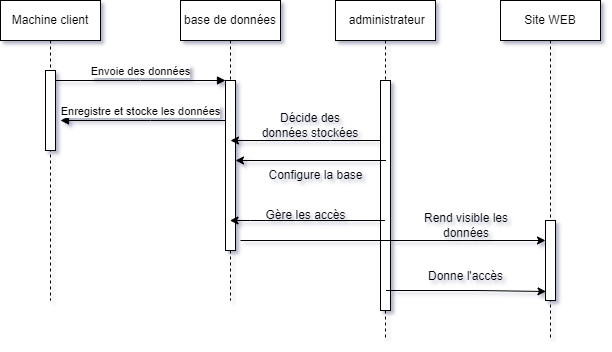 Machine client
base de données
administrateur
Site WEB
Envoie des données
Enregistre et stocke les données
Décide des
données stockées
Configure la base
Gère les accès
Rend visible les
données
Donne l'accès